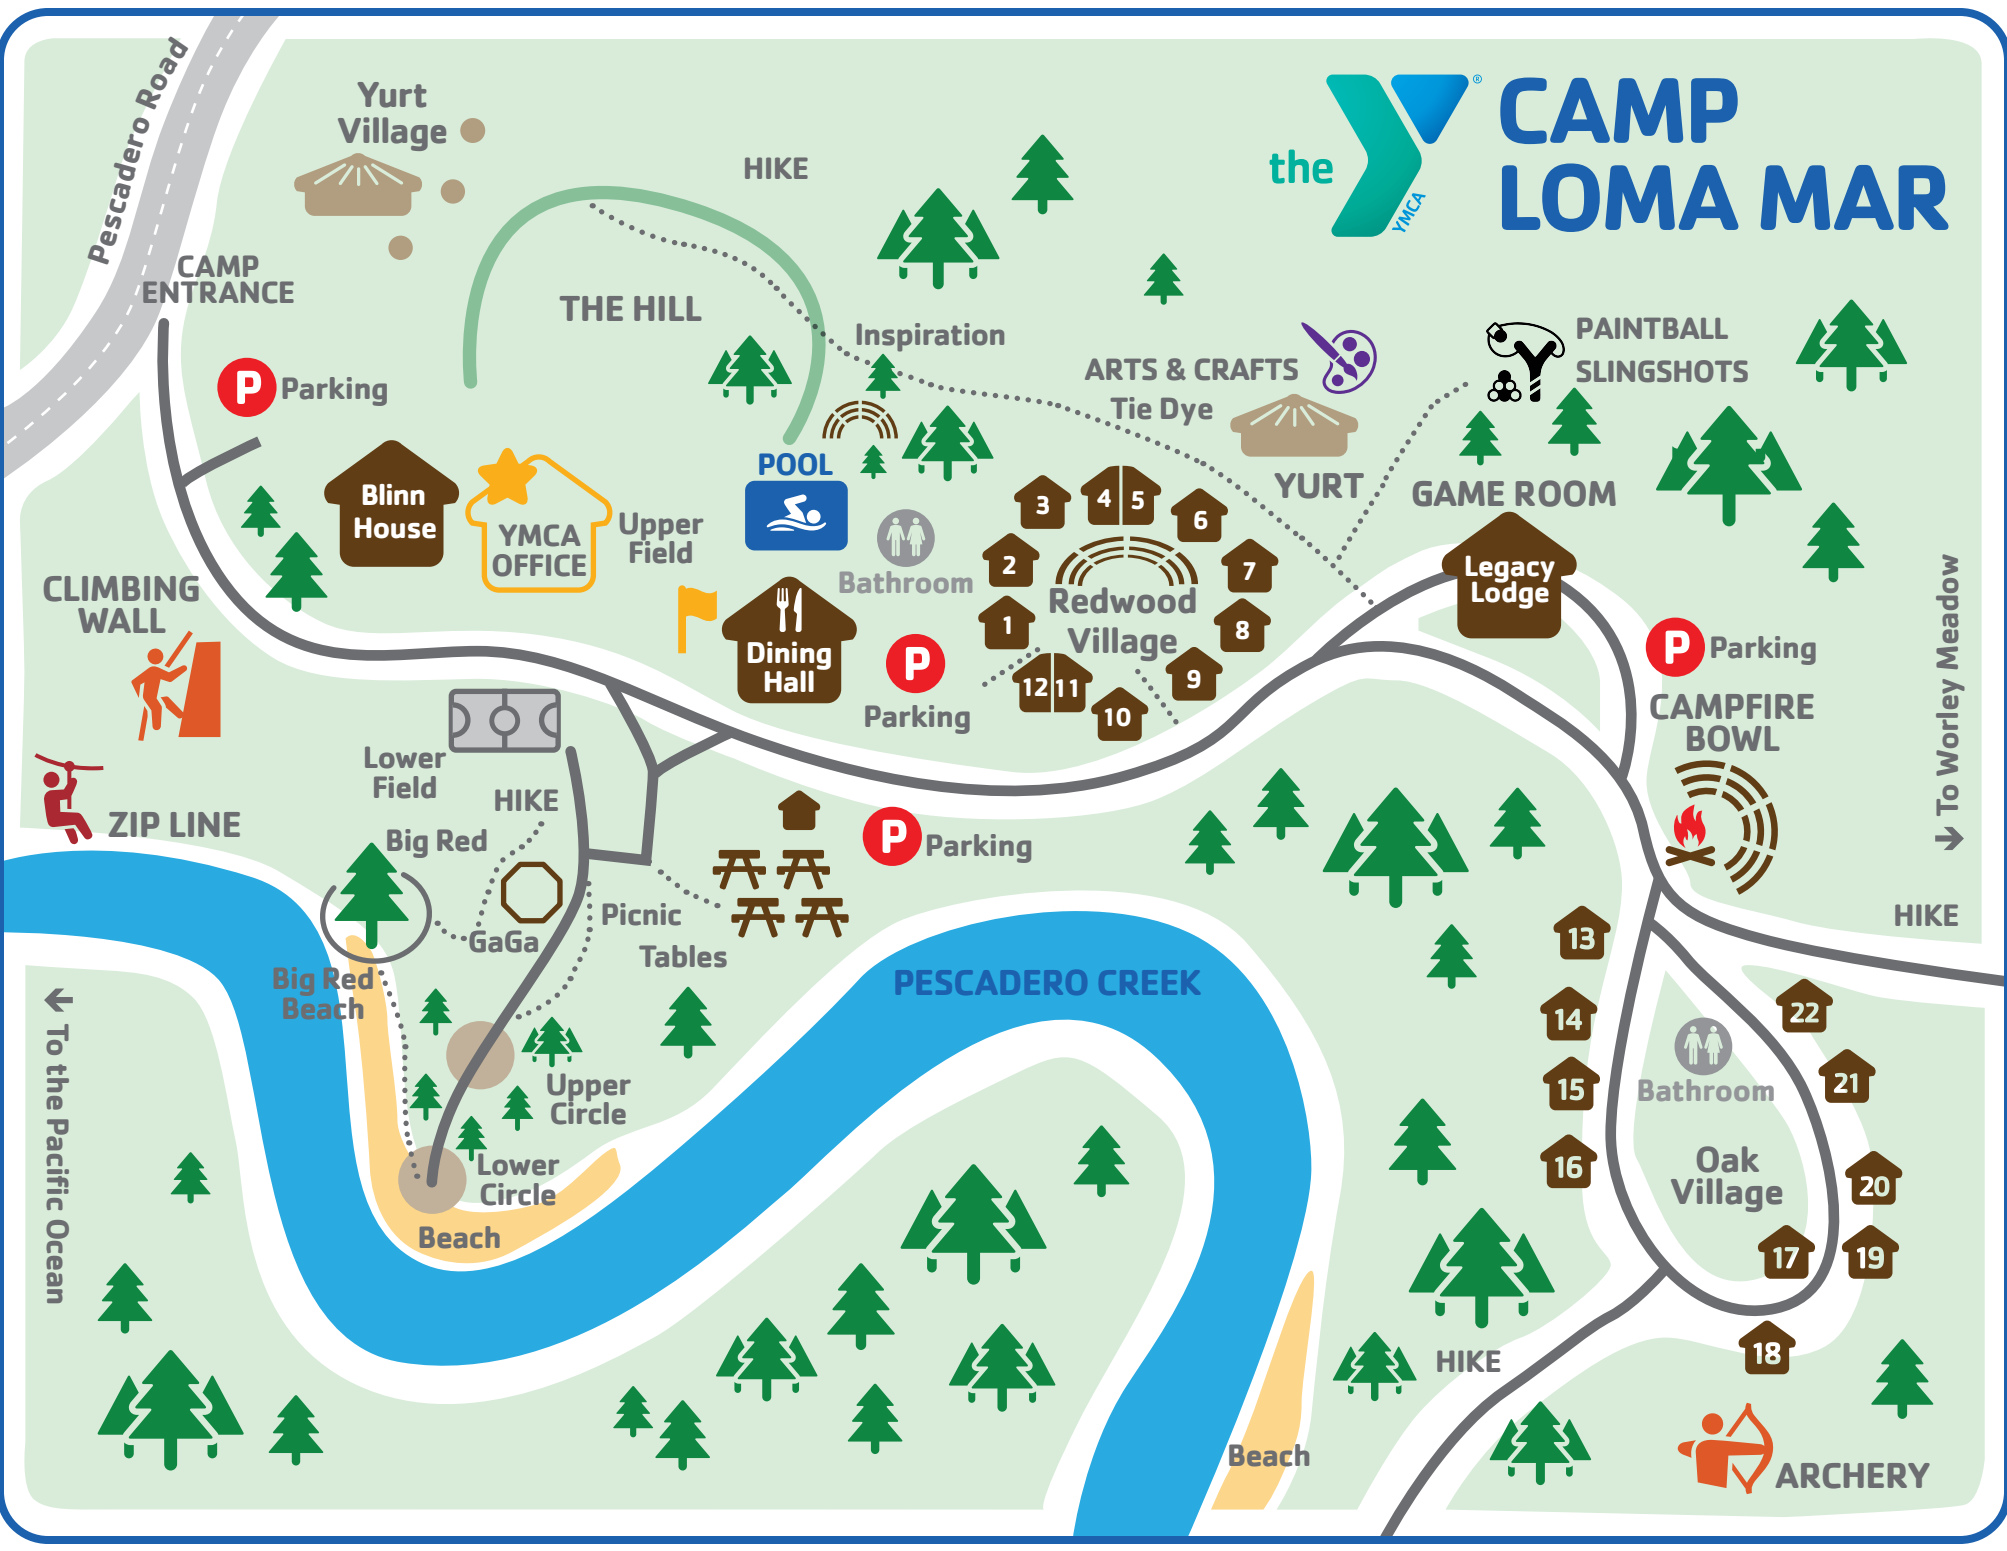 Pescadero Road
Yurt
Village
HIKE
the
YMCA
®
CAMP
LOMA MAR
CAMP
ENTRANCE
THE HILL
Inspiration
ARTS & CRAFTS
Tie Dye
YURT
PAINTBALL
SLINGSHOTS
P Parking
Blinn
House
YMCA
OFFICE
Upper
Field
POOL
Bathroom
GAME ROOM
Legacy
Lodge
3
4 5
6
2
7
1
8
Redwood
Village
12 11
10
9
CLIMBING
WALL
Dining
Hall
P
Parking
P Parking
CAMPFIRE
BOWL
To Worley Meadow
Lower
Field
HIKE
ZIP LINE
Big Red
GaGa
Picnic
Tables
P Parking
HIKE
Big Red
Beach
PESCADERO CREEK
To the Pacific Ocean
Upper
Circle
Lower
Circle
Beach
13
14
15
16
22
21
20
19
17
18
Bathroom
Oak
Village
HIKE
Beach
ARCHERY